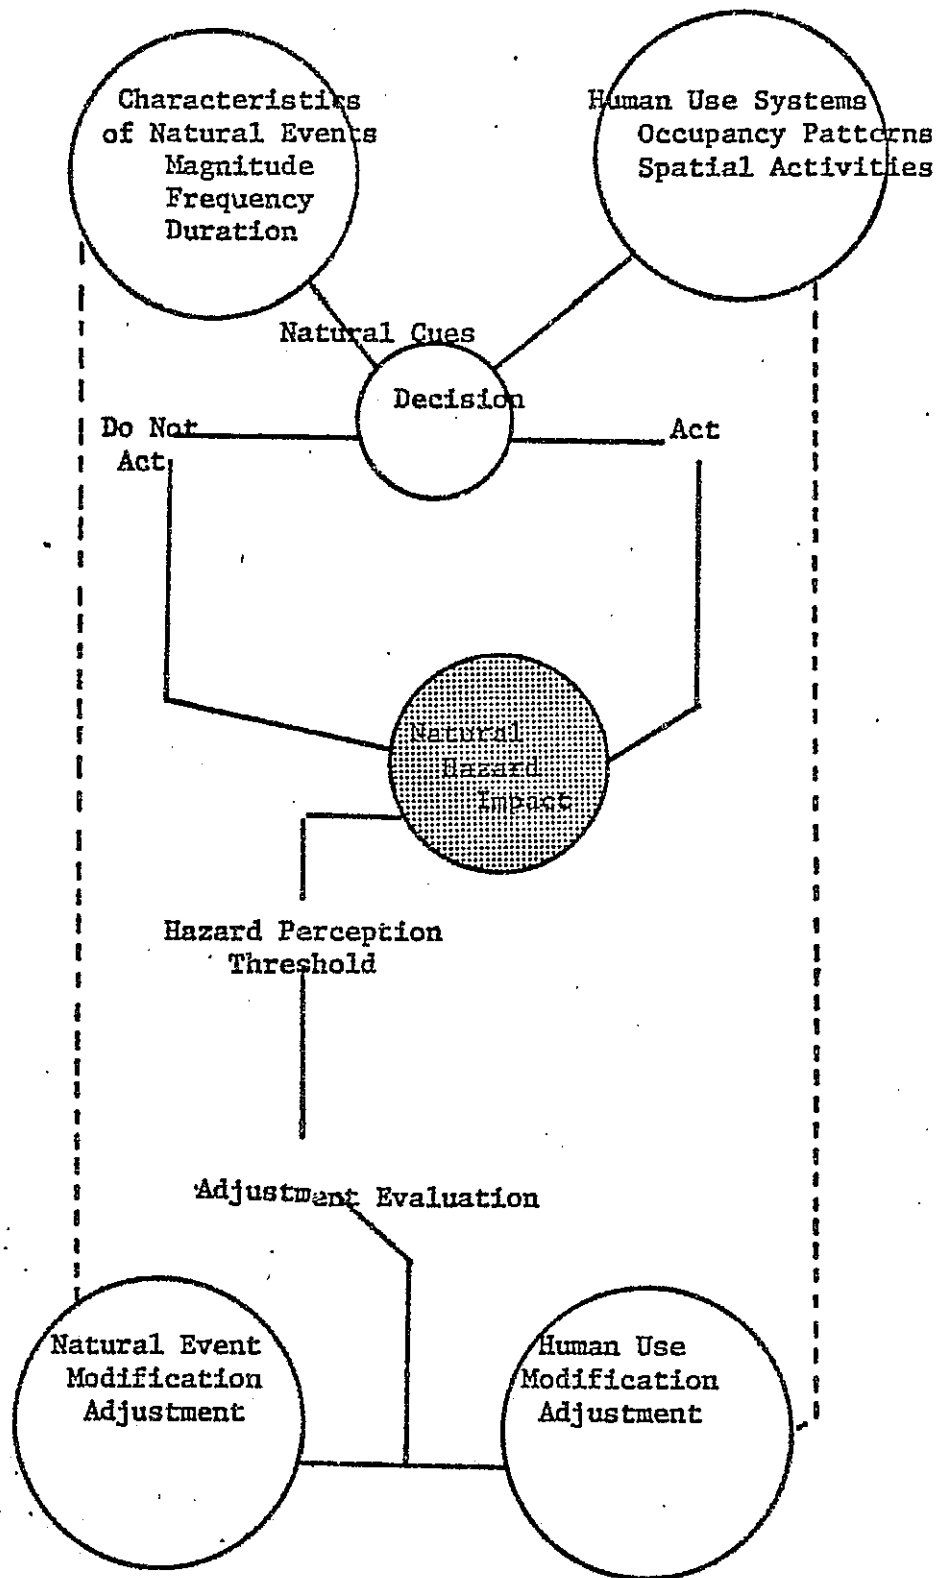 Characteristics
of Natural Events
Magnitude
Frequency
Duration
Human Use Systems
Occupancy Patterns
Spatial Activities
Natural Cues
Decision
Do Not
Act
Act
Natural
Hazard
Impact
Hazard Perception
Threshold
Adjustment Evaluation
Natural Event
Modification
Adjustment
Human Use
Modification
Adjustment